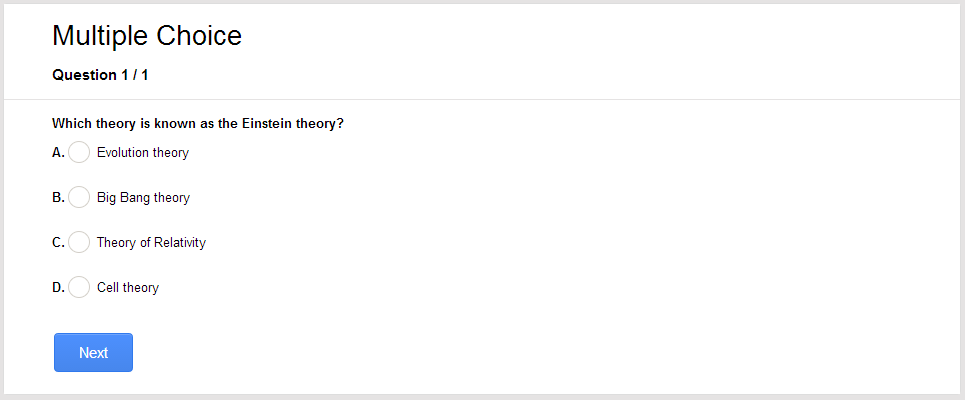 Multiple Choice
Question 1 / 1
Which theory is known as the Einstein theory?
A. Evolution theory
B. Big Bang theory
C. Theory of Relativity
D. Cell theory
Next